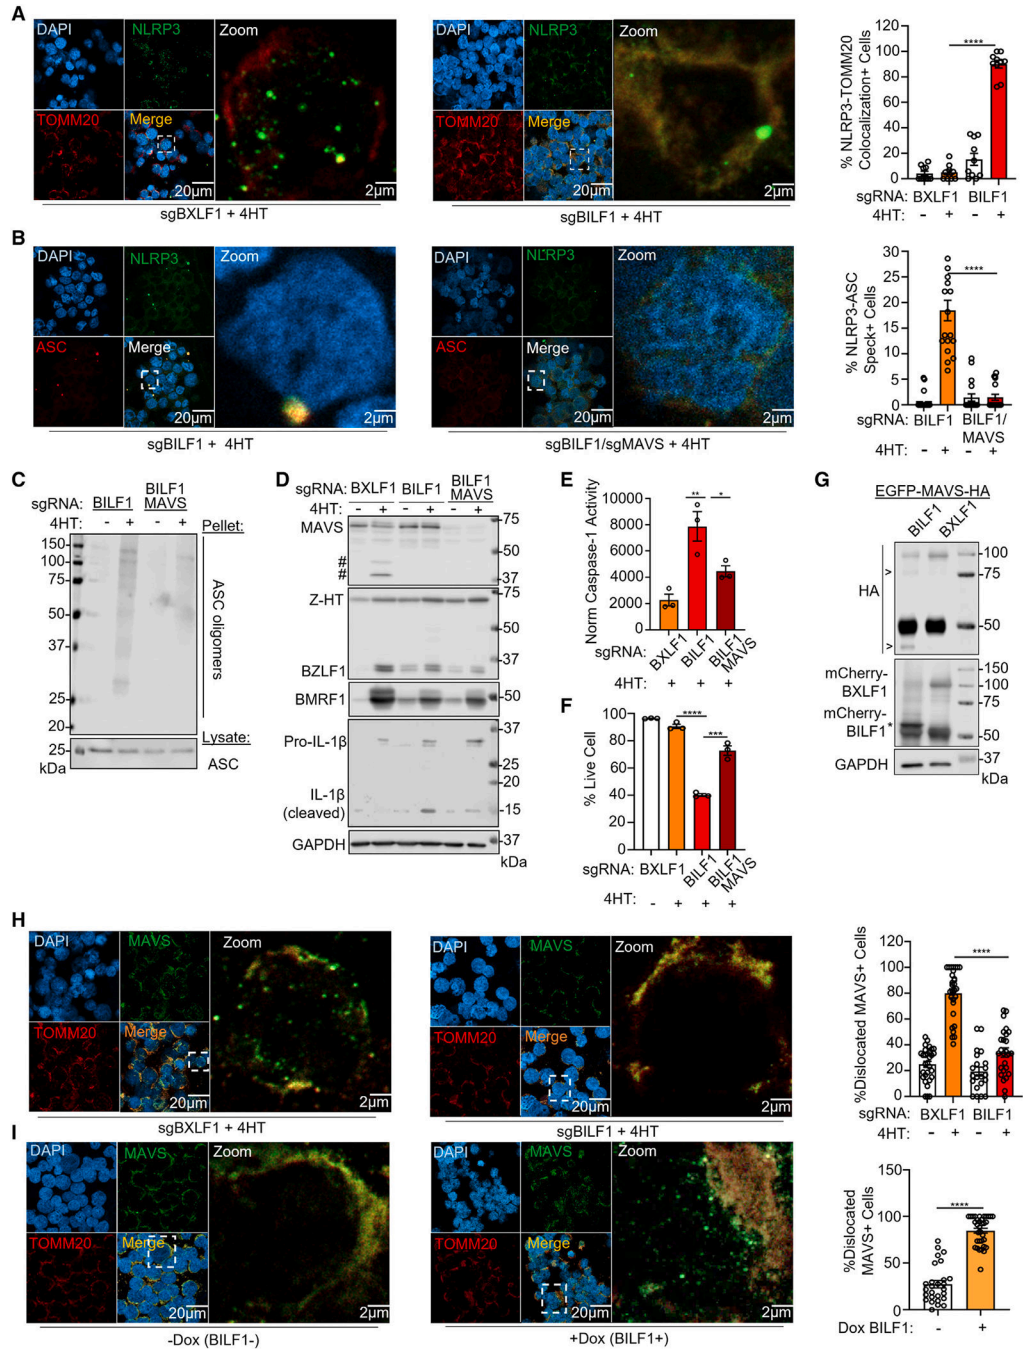 A
DAPI
NLRP3
Zoom
TOMM20
Merge
20μm
2μm
sgBXLF1 + 4HT
DAPI
NLRP3
Zoom
TOMM20
Merge
20μm
2μm
sgBILF1 + 4HT
% NLRP3-TOMM20
Colocalization+ Cells
120
100
80
60
40
20
0
****
sgRNA: BXLF1 BILF1
4HT: - + - +
B
DAPI
NLRP3
Zoom
ASC
Merge
20μm
2μm
sgBILF1 + 4HT
DAPI
NLRP3
Zoom
ASC
Merge
20μm
2μm
sgBILF1/sgMAVS + 4HT
% NLRP3-ASC
Speck+ Cells
30
25
20
15
10
5
0
****
sgRNA: BILF1 BILF1/
MAVS
4HT: - + - +
C
sgRNA: BILF1 BILF1
MAVS
4HT: - + - + Pellet:
150
100
75
50
37
25
20
ASC oligomers
Lysate:
25
kDa
ASC
D
sgRNA: BXLF1 BILF1 BILF1
MAVS
4HT: - + - + - +
MAVS
#
#
75
50
37
Z-HT
BZLF1
75
50
37
25
BMRF1
50
Pro-IL-1β
IL-1β
(cleaved)
37
25
20
15
GAPDH
37
kDa
E
Norm Caspase-1 Activity
10000
8000
6000
4000
2000
0
** *
sgRNA: BXLF1 BILF1 BILF1
MAVS
4HT: + + +
F
% Live Cell
100
80
60
40
20
0
****
***
sgRNA: BXLF1 BILF1 BILF1
MAVS
4HT: - + + +
G
EGFP-MAVS-HA
BILF1 BXLF1
HA
>
>
100
75
50
mCherry-
BXLF1
mCherry-
BILF1*
150
100
75
50
GAPDH
37
kDa
H
DAPI
MAVS
Zoom
TOMM20
Merge
20μm
2μm
sgBXLF1 + 4HT
DAPI
MAVS
Zoom
TOMM20
Merge
20μm
2μm
sgBILF1 + 4HT
%Dislocated MAVS+ Cells
120
100
80
60
40
20
0
****
sgRNA: BXLF1 BILF1
4HT: - + - +
I
DAPI
MAVS
Zoom
TOMM20
Merge
20μm
2μm
-Dox (BILF1-)
DAPI
MAVS
Zoom
TOMM20
Merge
20μm
2μm
+Dox (BILF1+)
%Dislocated
MAVS+ Cells
150
100
50
0
****
Dox BILF1: - +